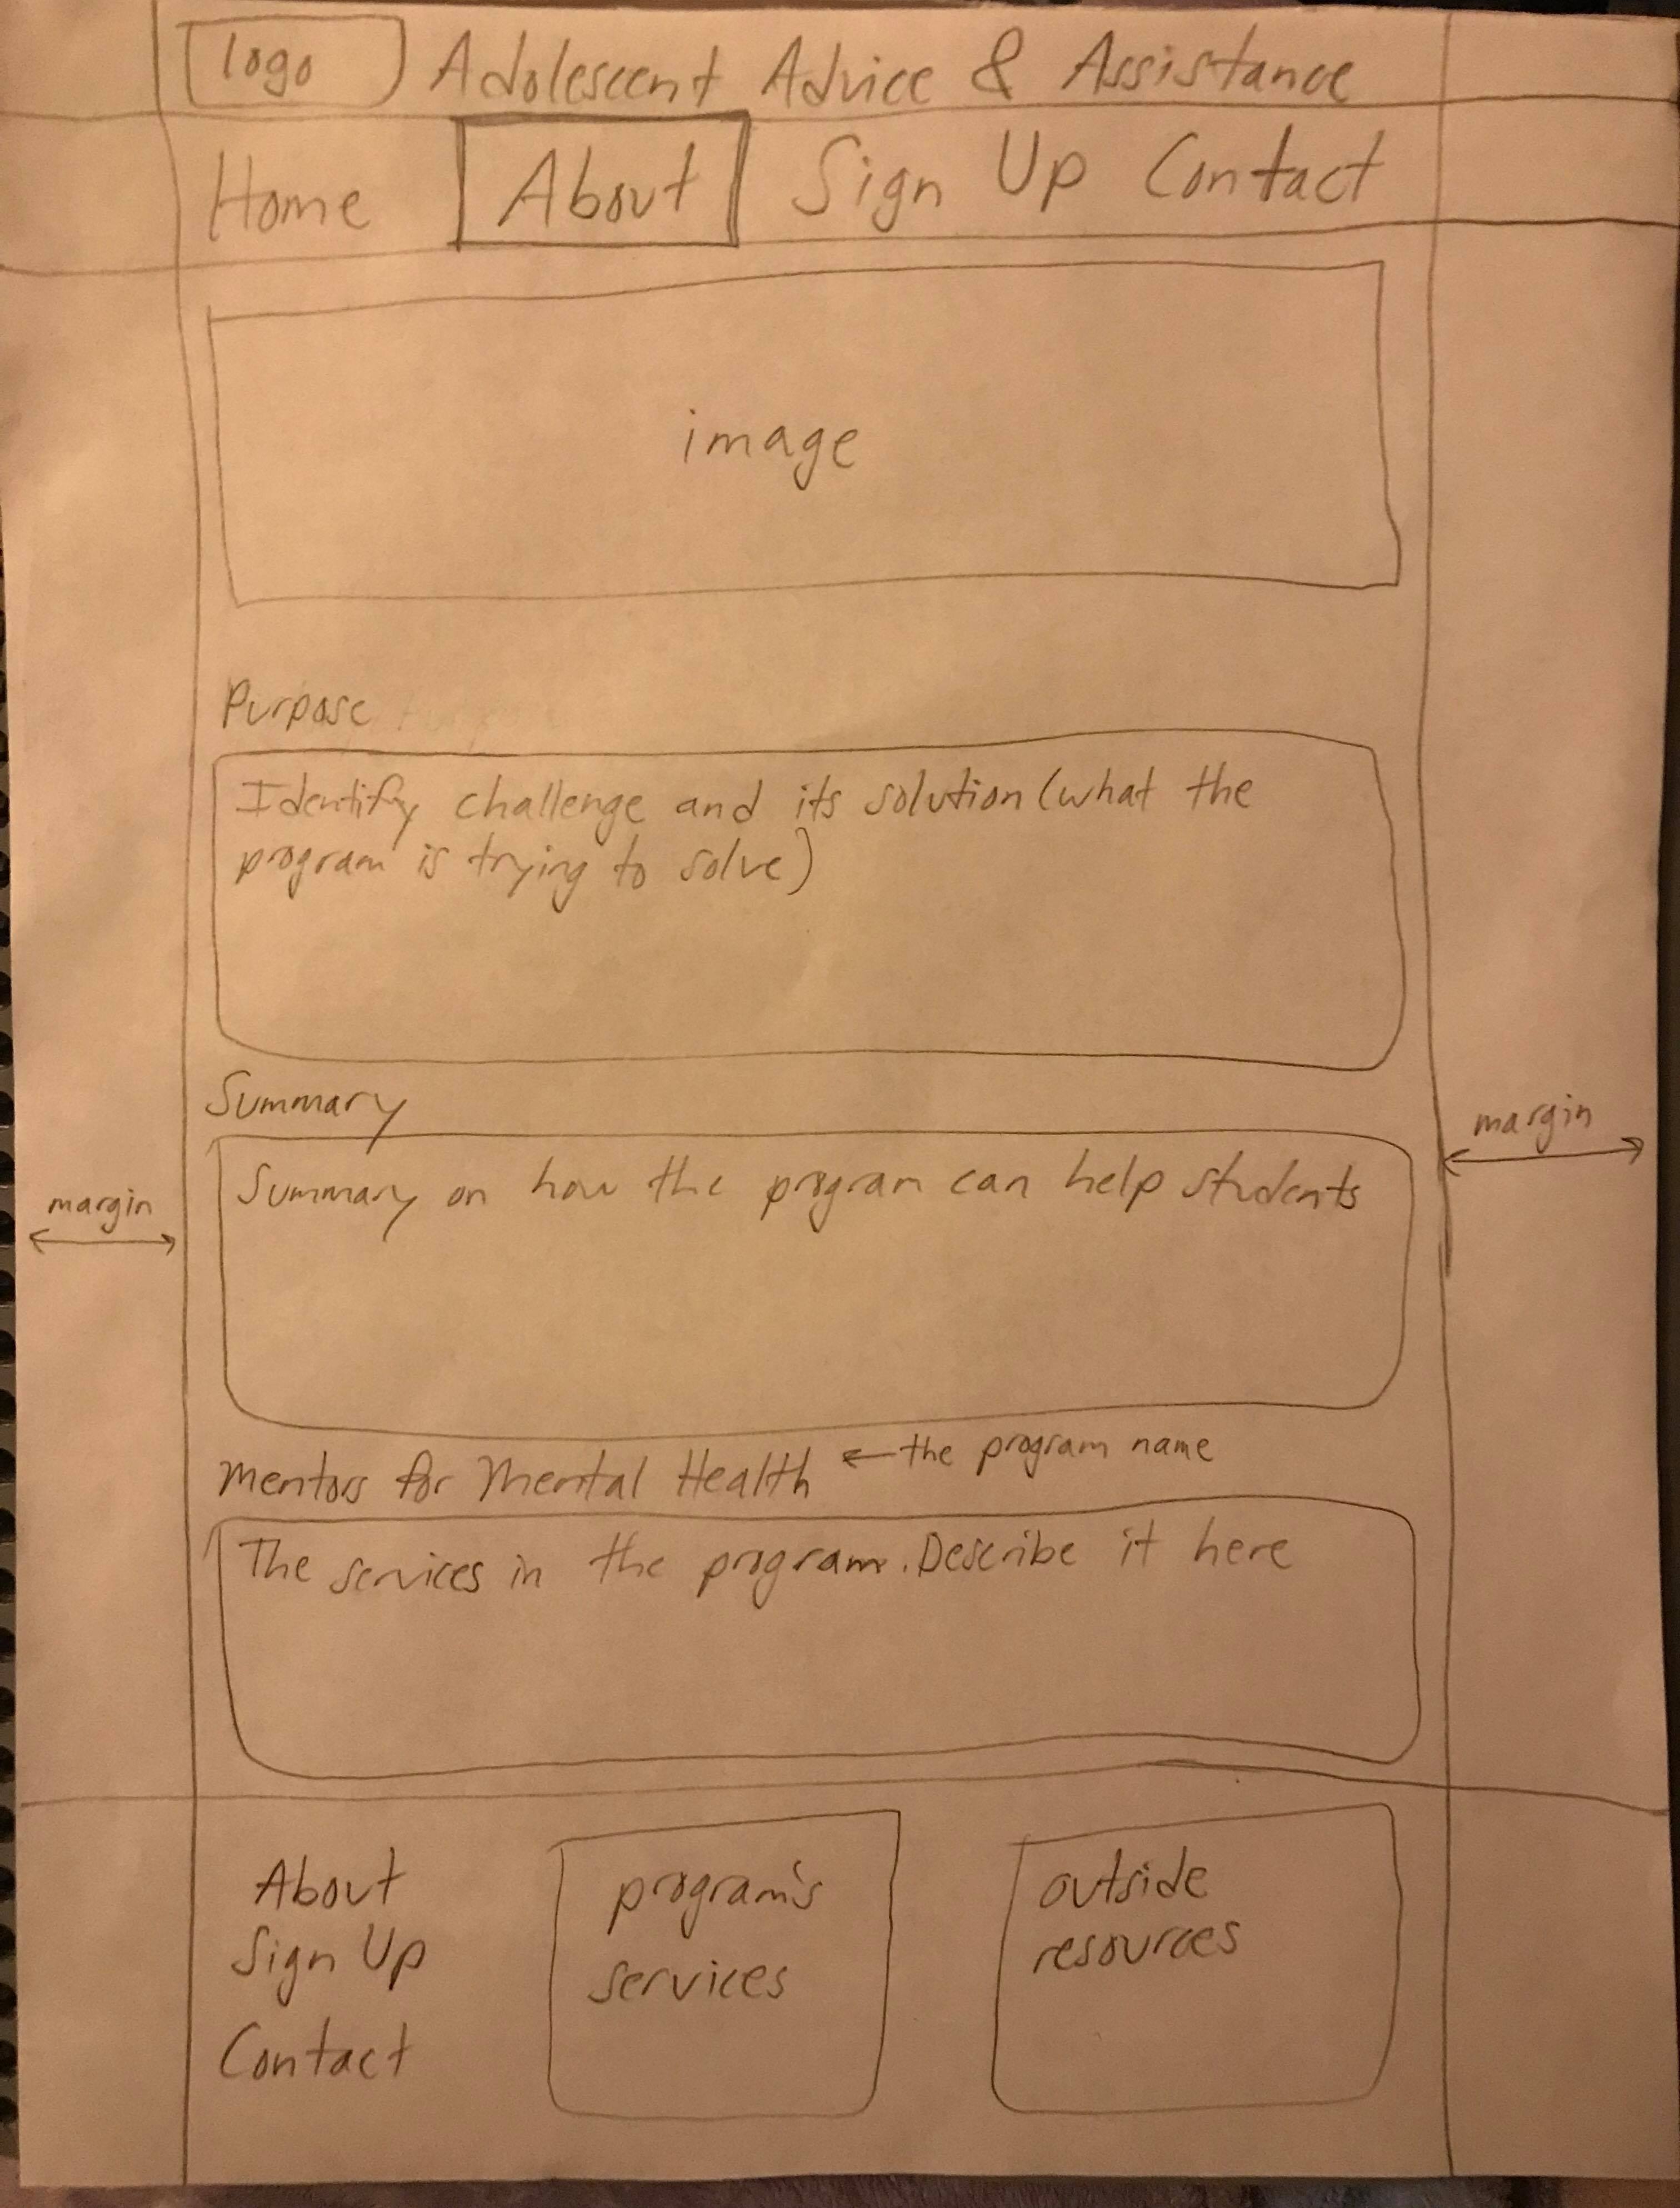 logo Adolescent Advice & Assistance
Home About Sign Up Contact
image
Purpose
Identify challenge and its solution (what the
program is trying to solve)
Summary
margin
Summary on how the program can help students
margin
Mentors for Mental Health ← the program name
The services in the program. Describe it here
About
Sign Up
Contact
program's
services
outside
resources